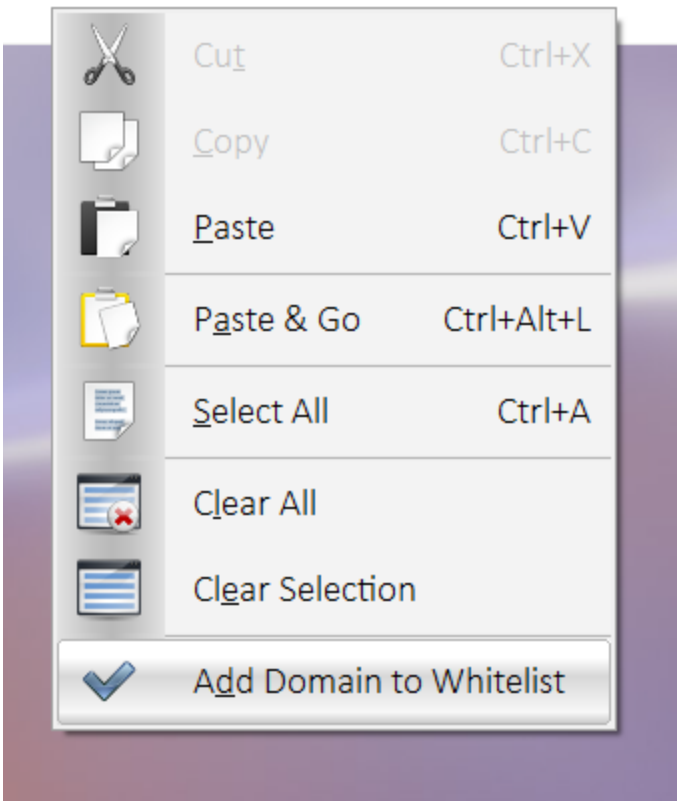 Cut Ctrl+X
Copy Ctrl+C
Paste Ctrl+V
Paste & Go Ctrl+Alt+L
Select All Ctrl+A
Clear All
Clear Selection
Add Domain to Whitelist